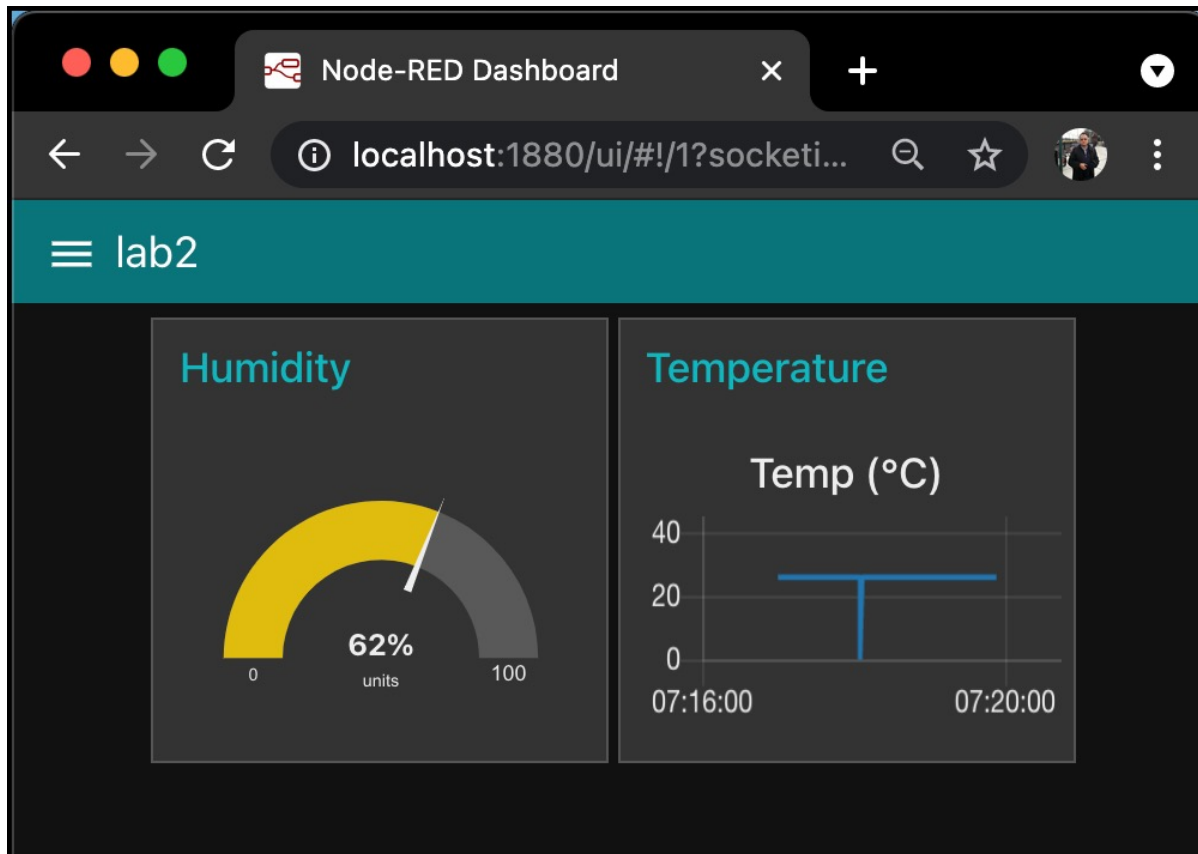 Node-RED Dashboard
localhost:1880/ui/#!/1?socketi...
lab2
Humidity
62%
units
0
100
Temperature
Temp (°C)
40
20
0
07:16:00
07:20:00